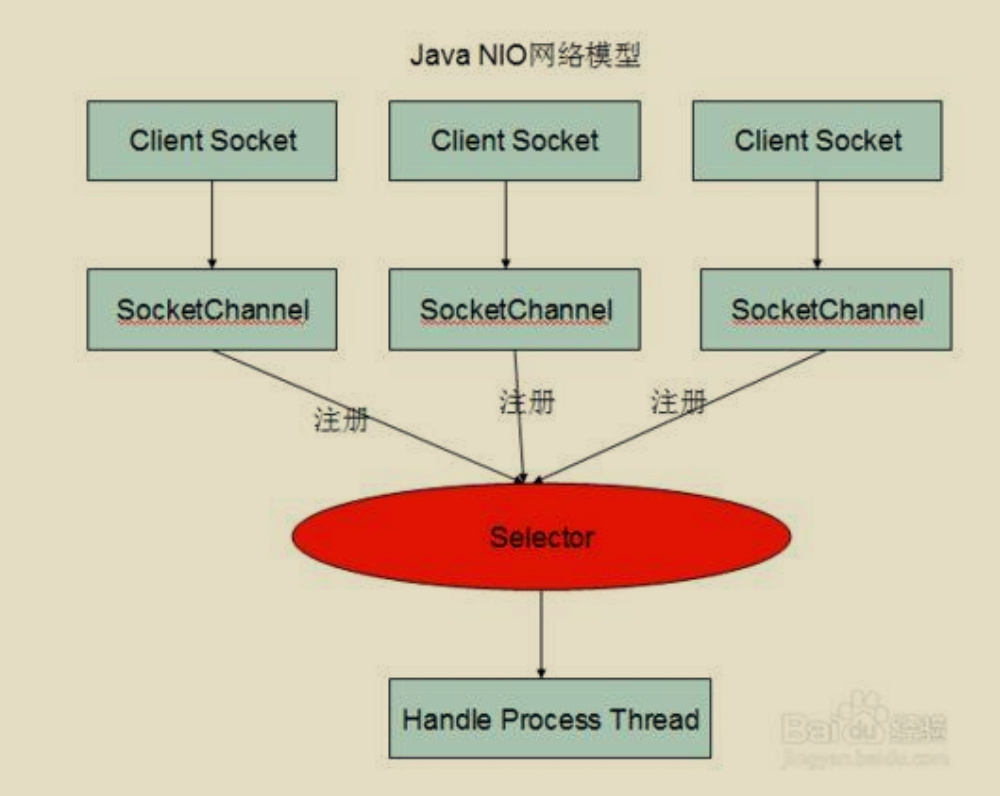 Java NIO网络模型
Client Socket
Client Socket
Client Socket
SocketChannel
SocketChannel
SocketChannel
注册
注册
注册
Selector
Handle Process Thread
Baidu 经验
jingyan.baidu.com